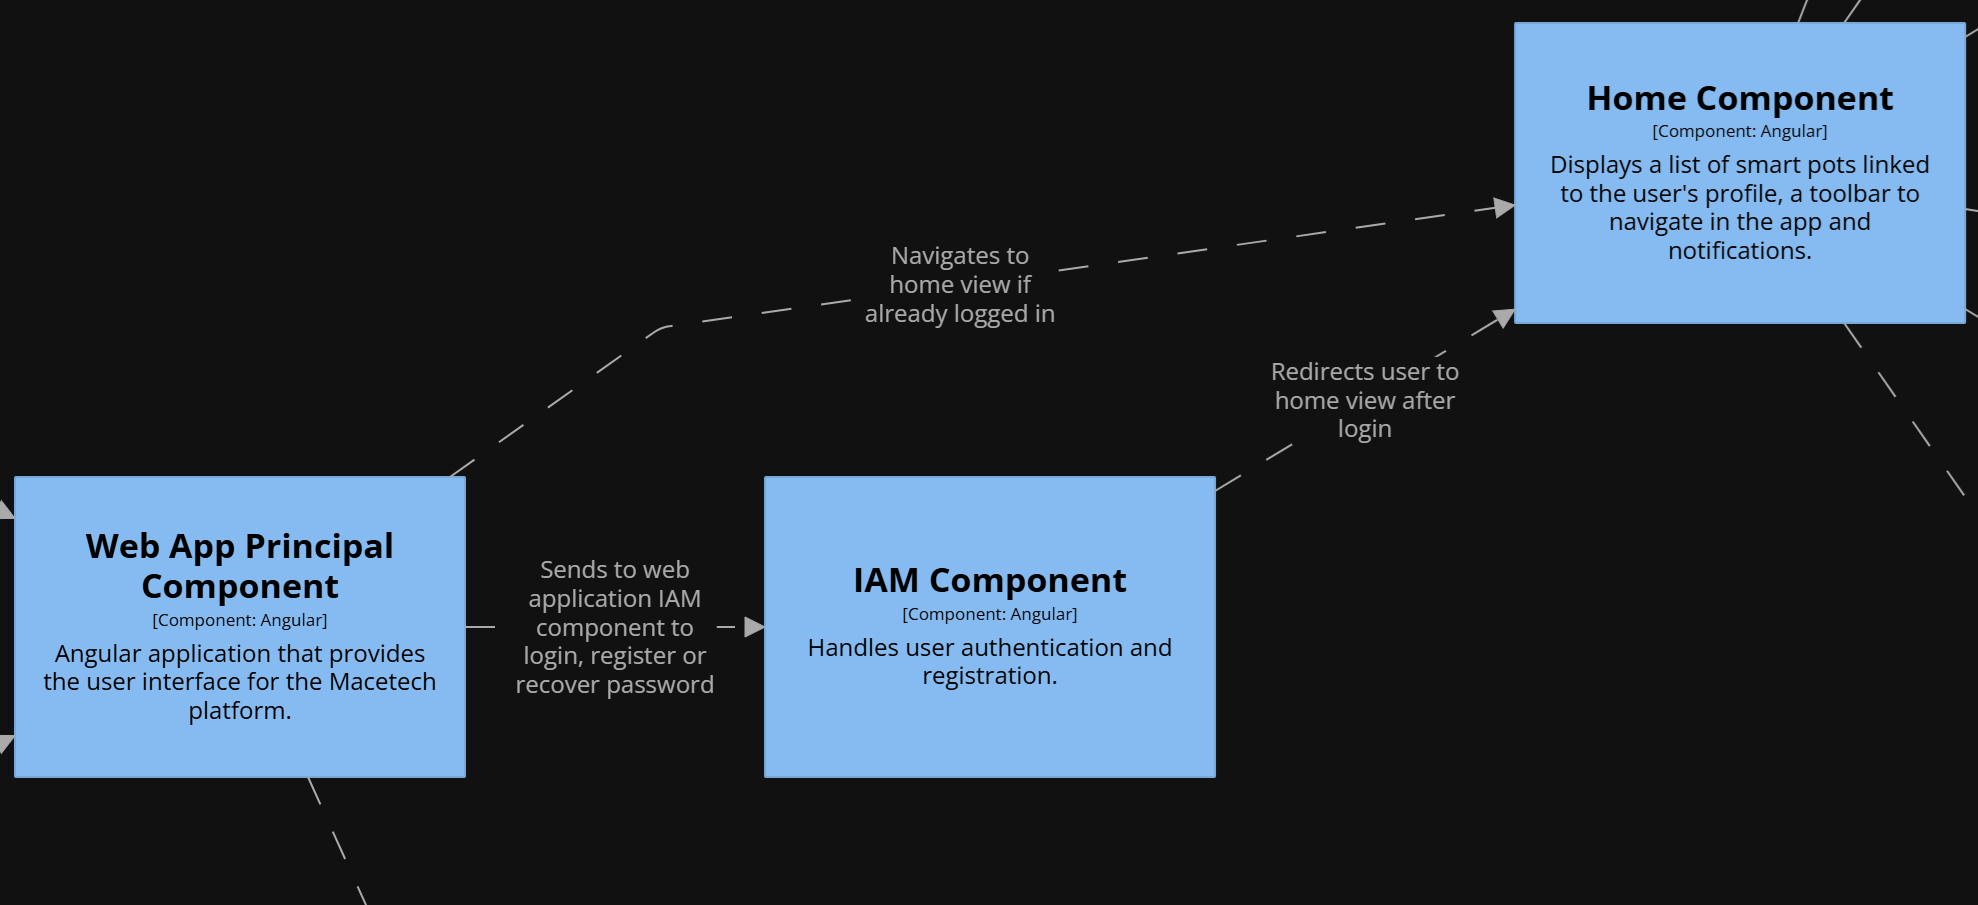 Home Component
[Component: Angular]
Displays a list of smart pots linked
to the user's profile, a toolbar to
navigate in the app and
notifications.
Navigates to
home view if
already logged in
Redirects user to
home view after
login
Web App Principal
Component
[Component: Angular]
Angular application that provides
the user interface for the Macetech
platform.
Sends to web
application IAM
component to
login, register or
recover password
IAM Component
[Component: Angular]
Handles user authentication and
registration.